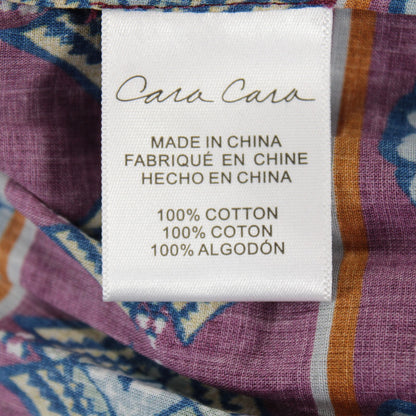 Cara Cara
MADE IN CHINA
FABRIQUÉ EN CHINE
HECHO EN CHINA
100% COTTON
100% COTON
100% ALGODÓN